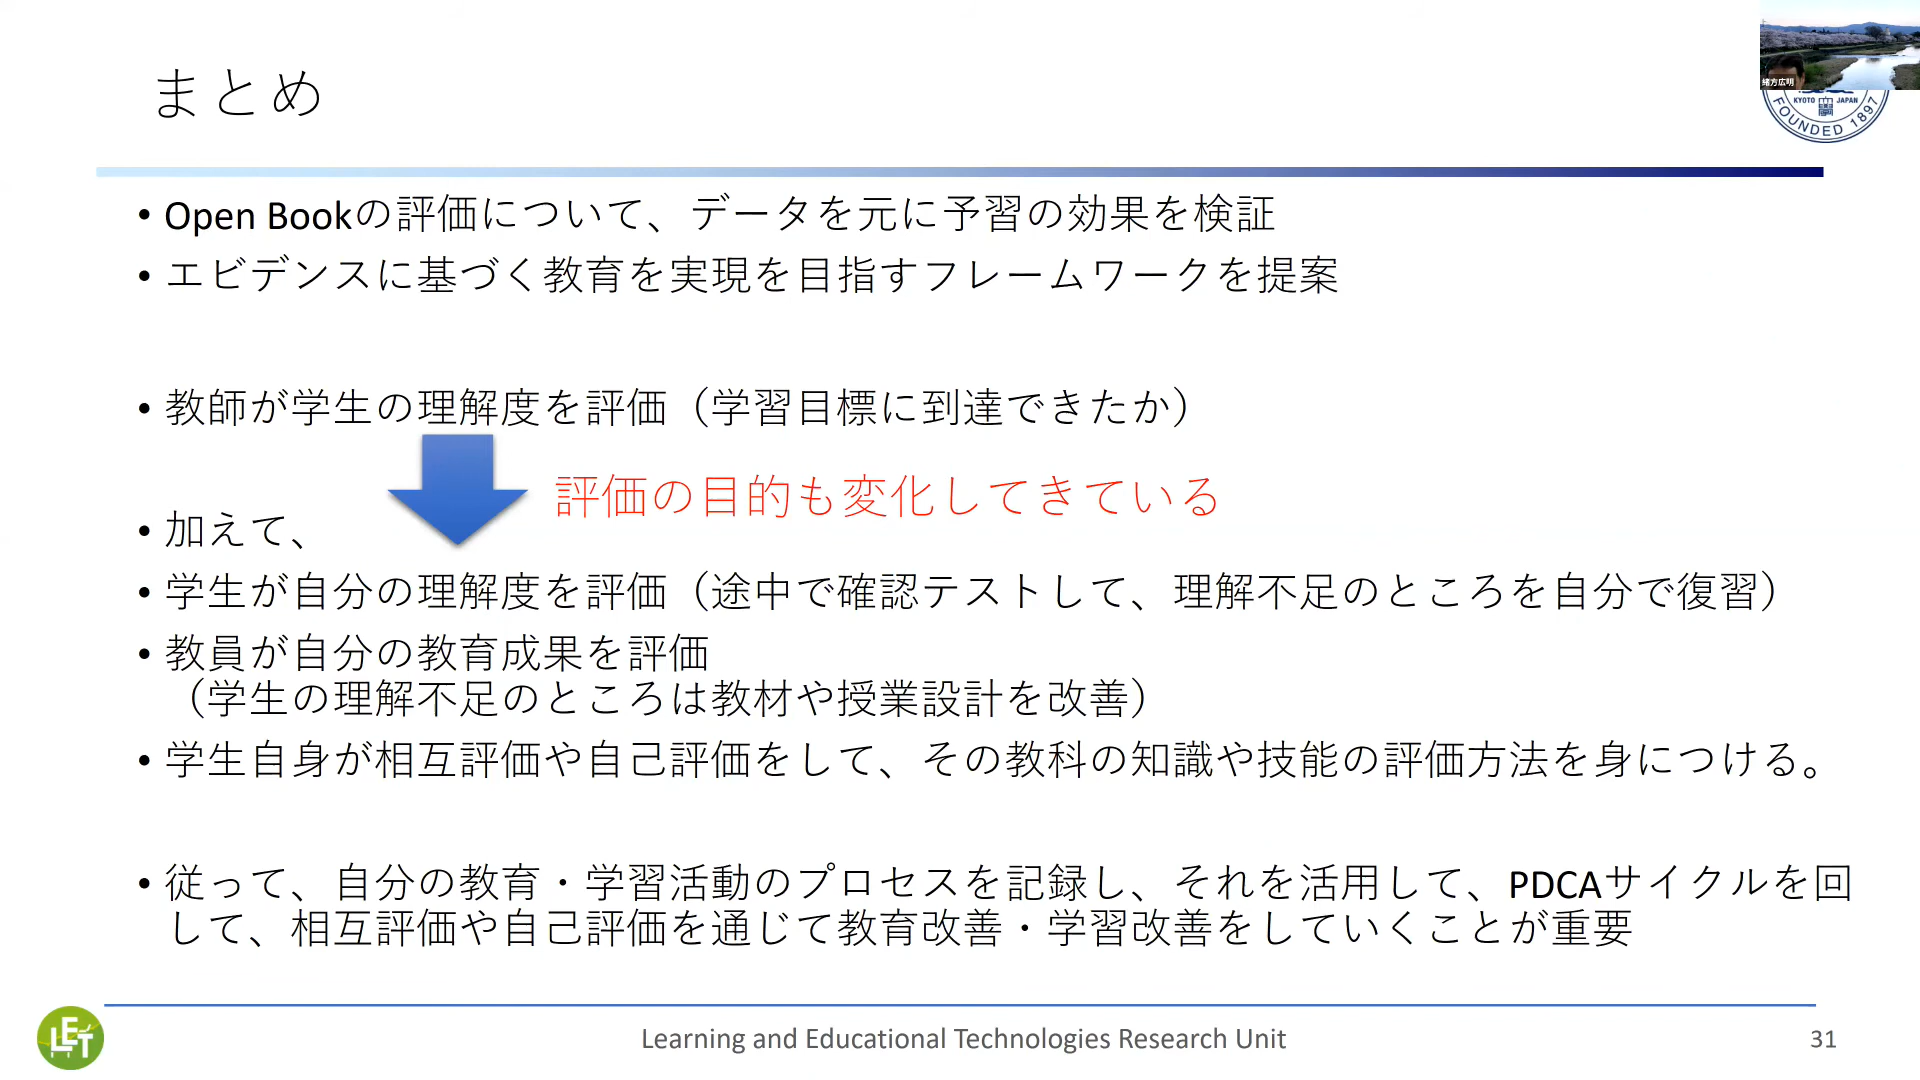 まとめ
緒方広明
KYOTO JAPAN
FOUNDED 1897
• Open Bookの評価について、データを元に予習の効果を検証
• エビデンスに基づく教育を実現を目指すフレームワークを提案
• 教師が学生の理解度を評価（学習目標に到達できたか）
評価の目的も変化してきている
• 加えて、
• 学生が自分の理解度を評価（途中で確認テストして、理解不足のところを自分で復習）
• 教員が自分の教育成果を評価
（学生の理解不足のところは教材や授業設計を改善）
• 学生自身が相互評価や自己評価をして、その教科の知識や技能の評価方法を身につける。
• 従って、自分の教育・学習活動のプロセスを記録し、それを活用して、PDCAサイクルを回
して、相互評価や自己評価を通じて教育改善・学習改善をしていくことが重要
LET
Learning and Educational Technologies Research Unit
31